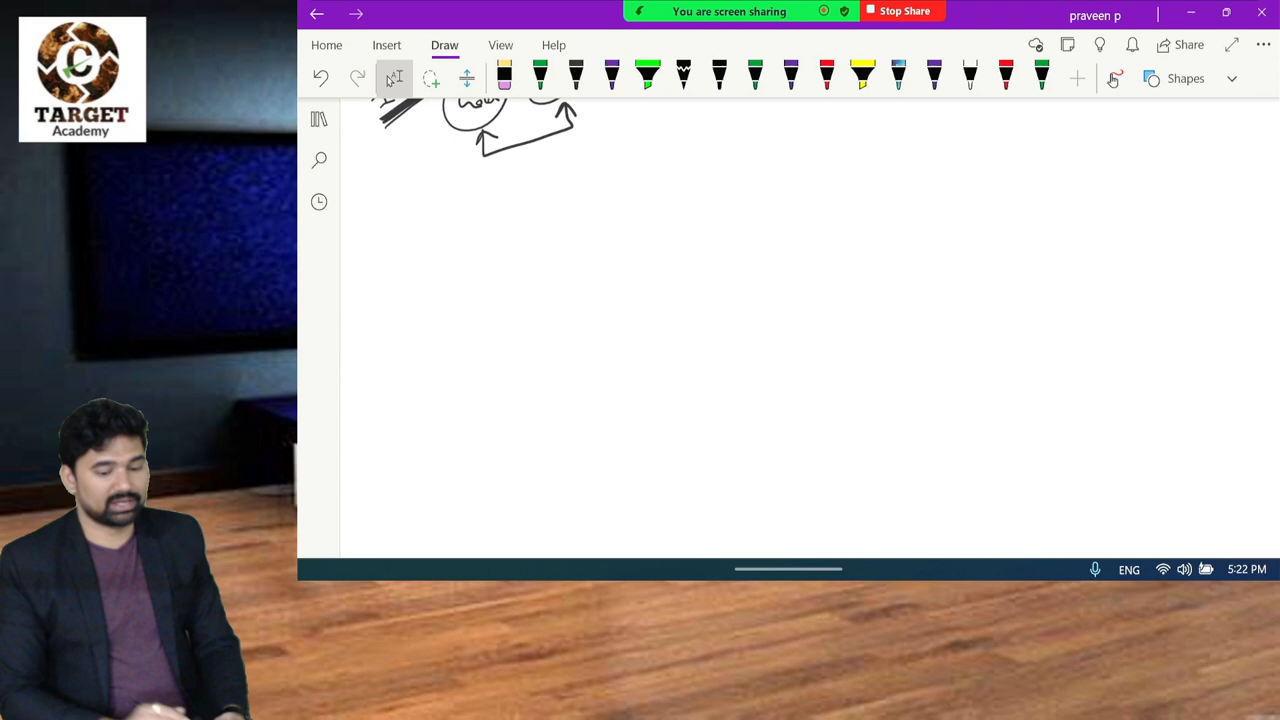 C
TARGET
Academy
You are screen sharing
Stop Share
praveen p
Home Insert Draw View Help
Share
Shapes
ENG 5:22 PM